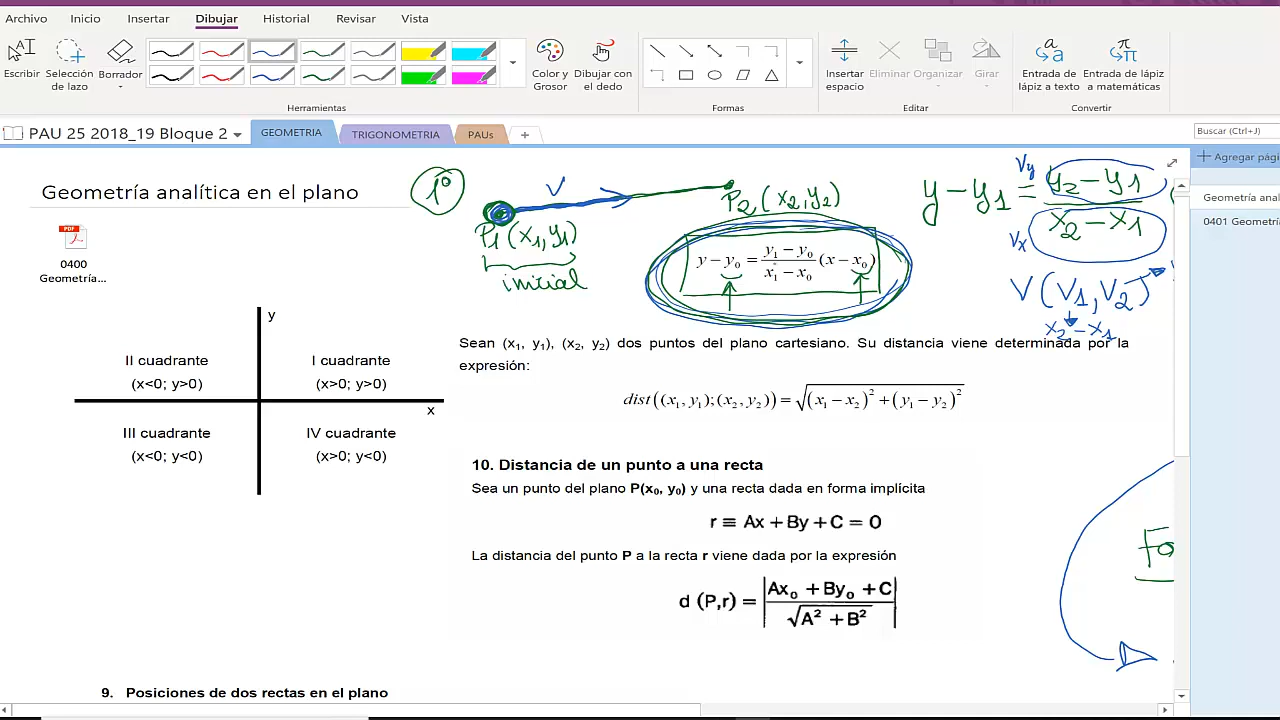 Archivo Inicio Insertar Dibujar Historial Revisar Vista
Escribir Selección de lazo Borrador Color y Grosor Dibujar con el dedo Insertar espacio Eliminar Organizar Girar Entrada de lápiz a texto Entrada de láp a matemáticas
Herramientas Formas Editar Convertir
PAU 25 2018_19 Bloque 2 GEOMETRIA TRIGONOMETRIA PAUs + Buscar (Ctrl+J)
+ Agregar pági
Geometría anal
0401 Geometría
Geometría analítica en el plano
PDF
0400
Geometría...
1º
V
P1 (x1, y1)
inicial
P2 (x2, y2)
y − y0 = (y1 − y0)/(x1 − x0) (x − x0)
y − y1 = (y2 − y1)/(x2 − x1)
Vy
Vx
V (V1, V2)
x2 − x1
y
II cuadrante
(x<0; y>0)
I cuadrante
(x>0; y>0)
x
III cuadrante
(x<0; y<0)
IV cuadrante
(x>0; y<0)
Sean (x₁, y₁), (x₂, y₂) dos puntos del plano cartesiano. Su distancia viene determinada por la
expresión:
dist((x₁, y₁);(x₂, y₂)) = √((x₁ − x₂)² + (y₁ − y₂)²)
10. Distancia de un punto a una recta
Sea un punto del plano P(x₀, y₀) y una recta dada en forma implícita
r ≡ Ax + By + C = 0
La distancia del punto P a la recta r viene dada por la expresión
d (P,r) = |(Ax₀ + By₀ + C)/√(A² + B²)|
Fo
9. Posiciones de dos rectas en el plano